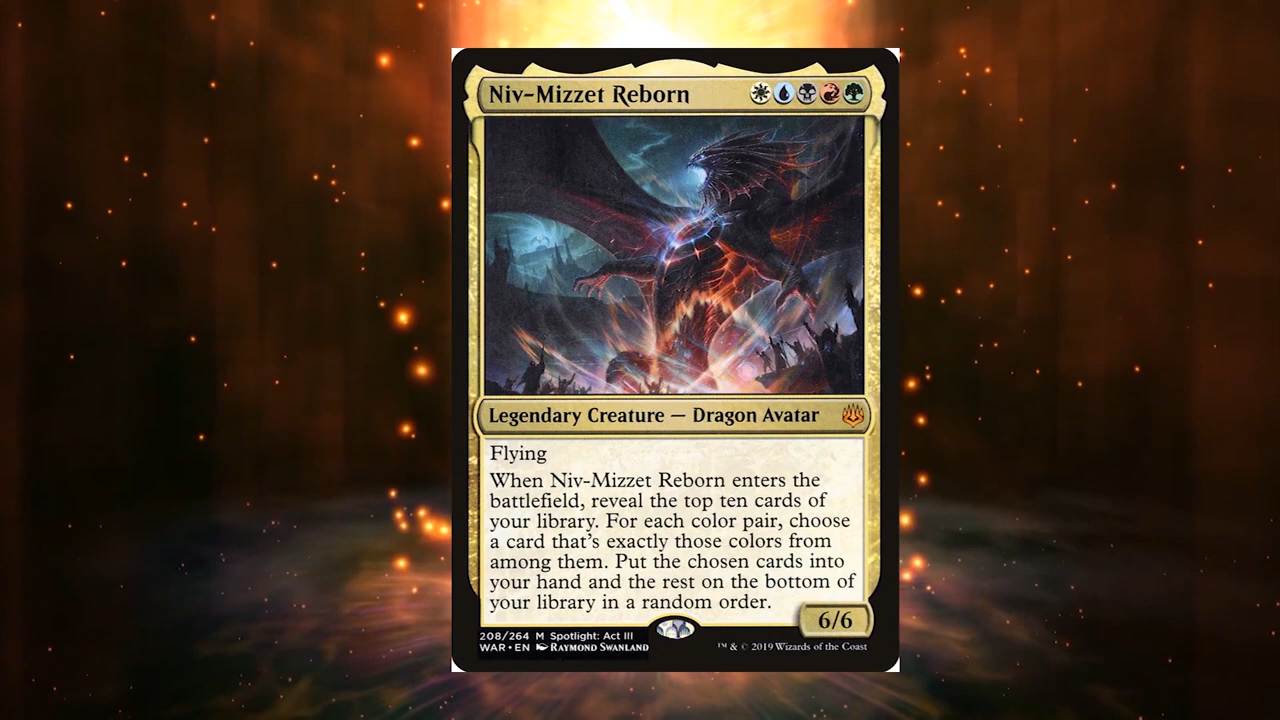 Niv-Mizzet Reborn
Legendary Creature — Dragon Avatar
Flying
When Niv-Mizzet Reborn enters the
battlefield, reveal the top ten cards of
your library. For each color pair, choose
a card that's exactly those colors from
among them. Put the chosen cards into
your hand and the rest on the bottom of
your library in a random order.
6/6
208/264 M Spotlight: Act III
WAR • EN RAYMOND SWANLAND
™ & © 2019 Wizards of the Coast